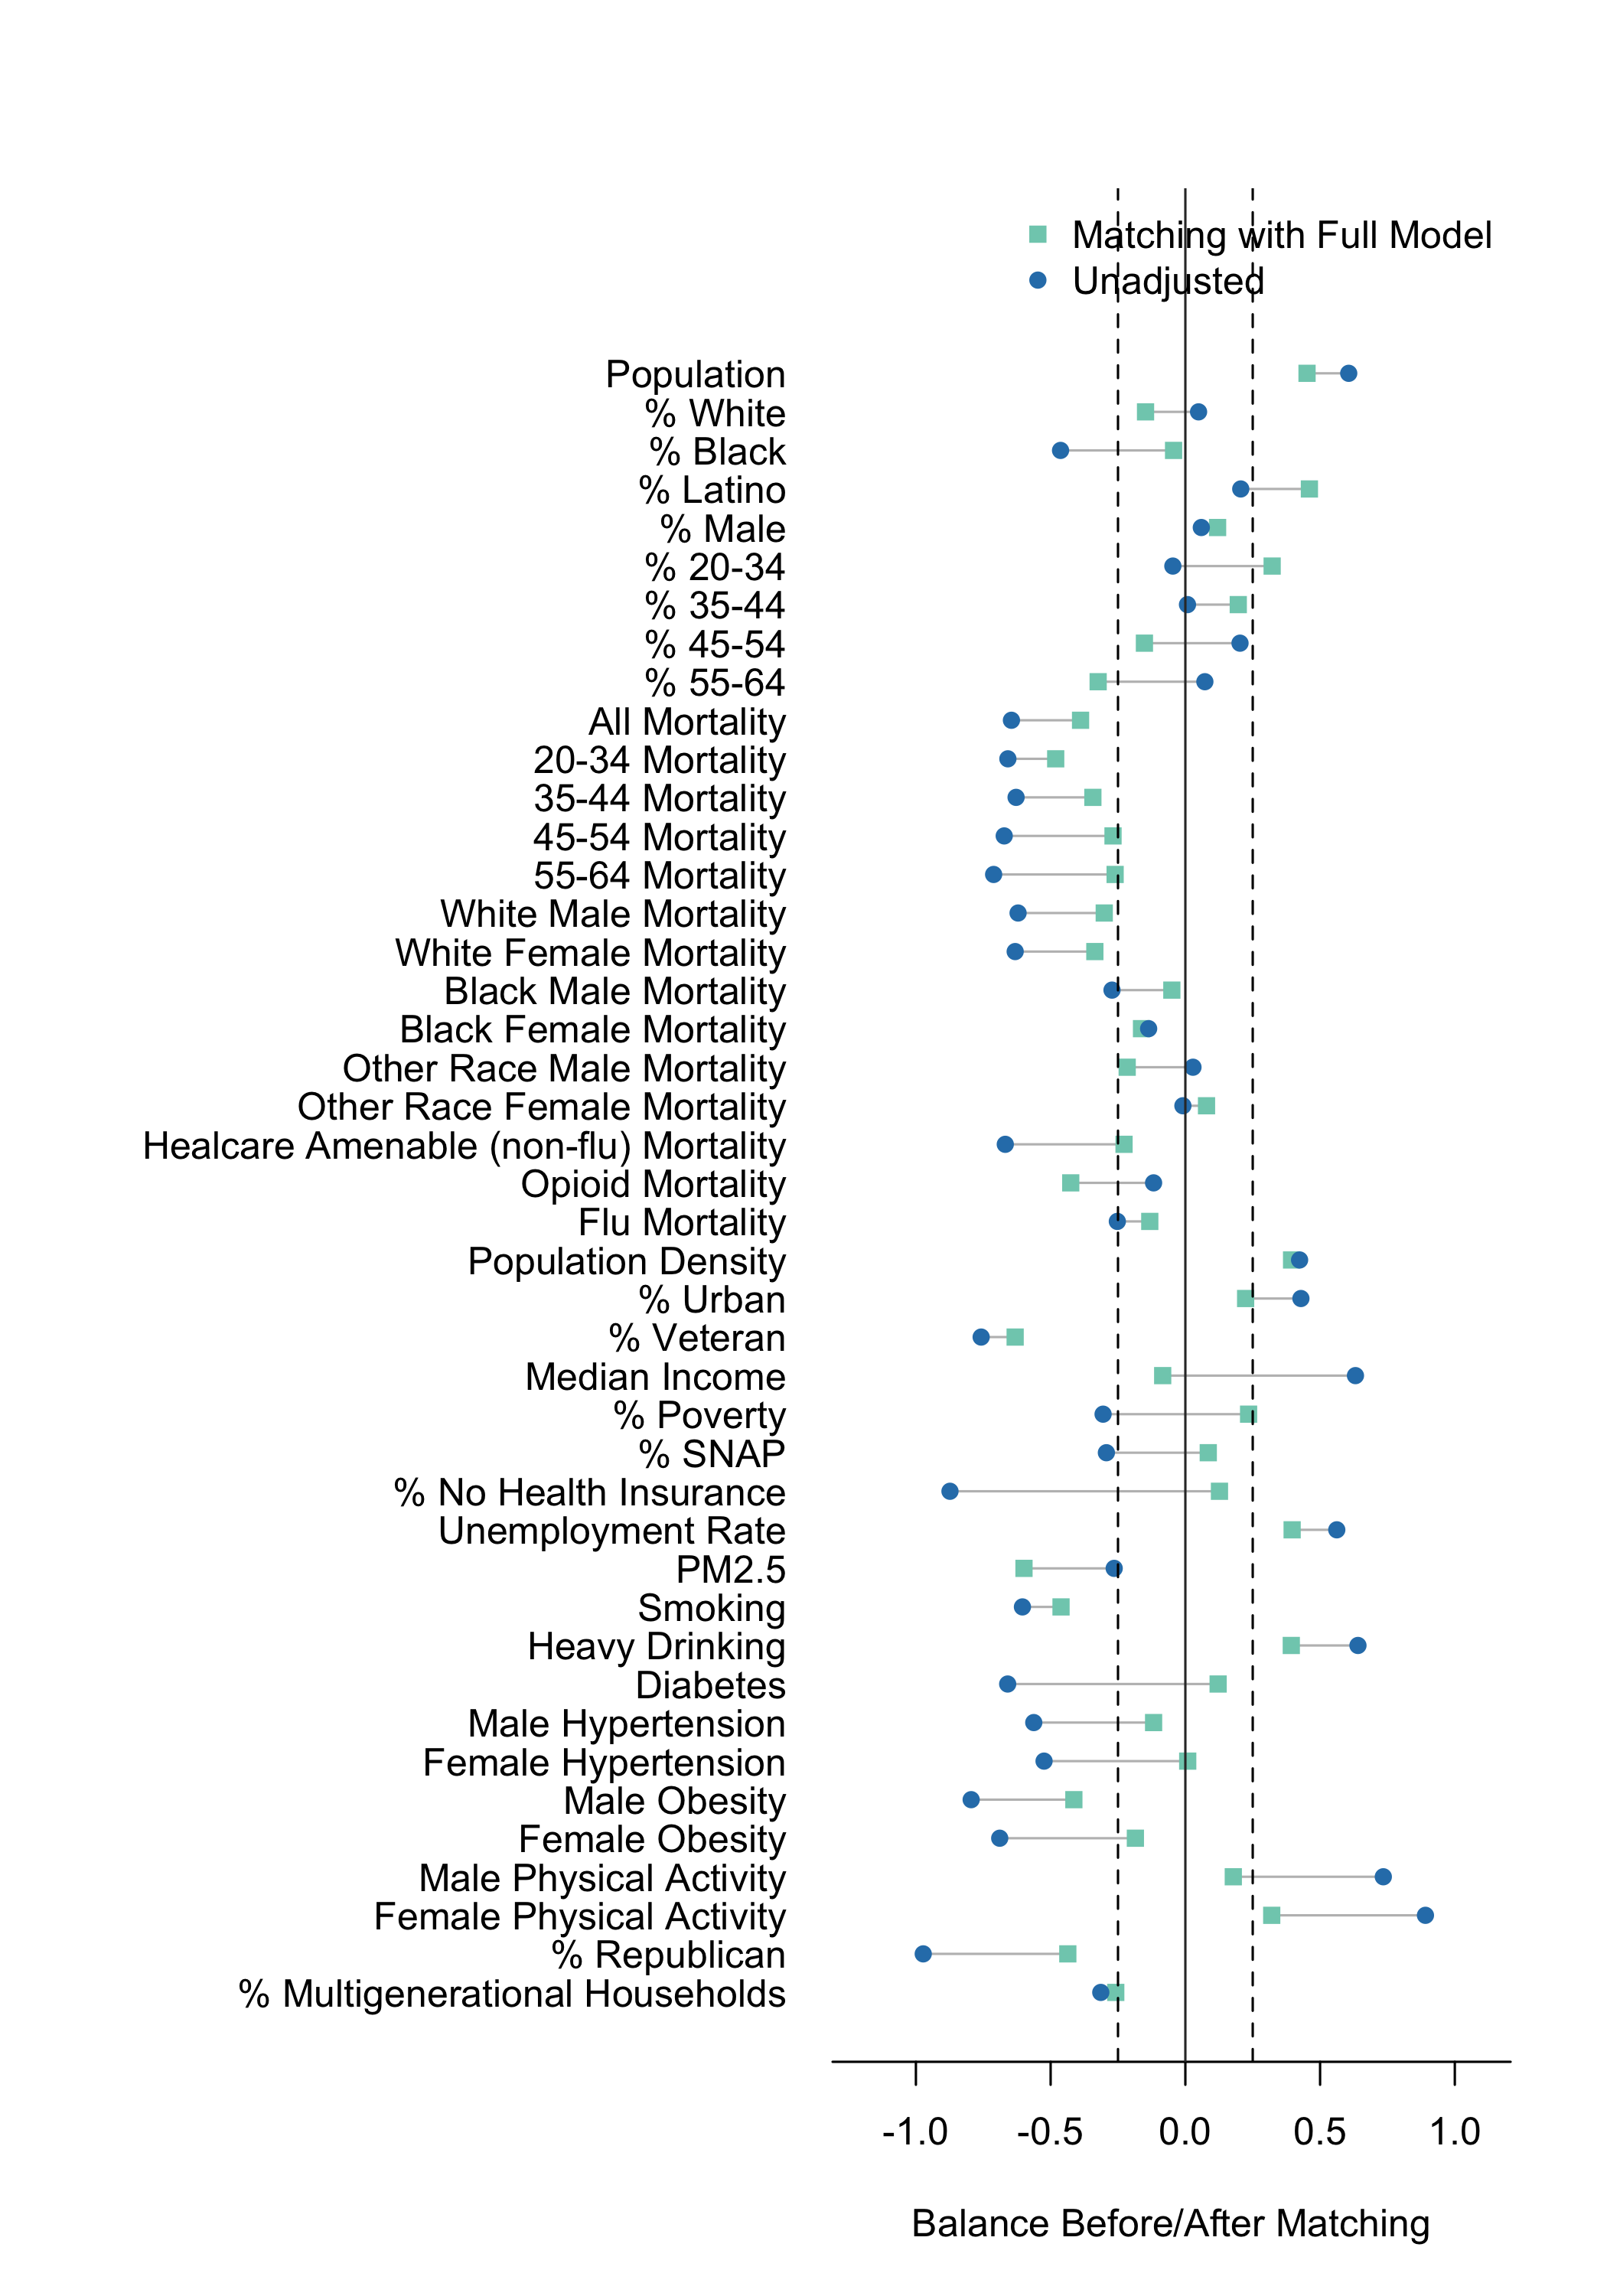 Matching with Full Model
Unadjusted
Population
% White
% Black
% Latino
% Male
% 20-34
% 35-44
% 45-54
% 55-64
All Mortality
20-34 Mortality
35-44 Mortality
45-54 Mortality
55-64 Mortality
White Male Mortality
White Female Mortality
Black Male Mortality
Black Female Mortality
Other Race Male Mortality
Other Race Female Mortality
Healcare Amenable (non-flu) Mortality
Opioid Mortality
Flu Mortality
Population Density
% Urban
% Veteran
Median Income
% Poverty
% SNAP
% No Health Insurance
Unemployment Rate
PM2.5
Smoking
Heavy Drinking
Diabetes
Male Hypertension
Female Hypertension
Male Obesity
Female Obesity
Male Physical Activity
Female Physical Activity
% Republican
% Multigenerational Households
-1.0 -0.5 0.0 0.5 1.0
Balance Before/After Matching